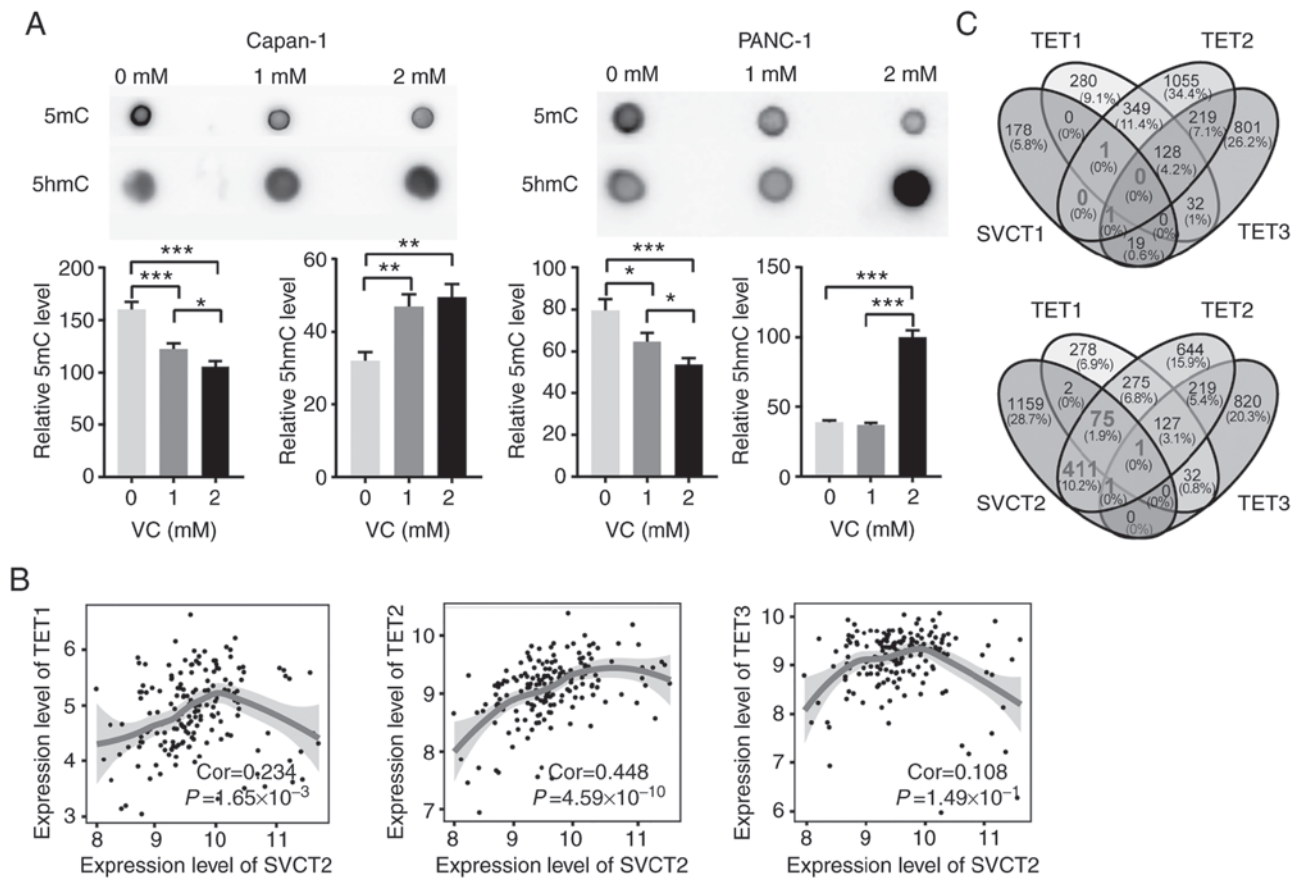 A
Capan-1
0 mM 1 mM 2 mM
5mC
5hmC
PANC-1
0 mM 1 mM 2 mM
5mC
5hmC
Relative 5mC level
200
150
100
50
0
***
***
*
0 1 2
VC (mM)
Relative 5hmC level
60
40
20
0
**
**
0 1 2
VC (mM)
Relative 5mC level
100
80
60
40
20
0
***
*
*
0 1 2
VC (mM)
Relative 5hmC level
150
100
50
0
***
***
0 1 2
VC (mM)
C
TET1 TET2
280
(9.1%)
1055
(34.4%)
178
(5.8%)
0
(0%)
349
(11.4%)
219
(7.1%)
801
(26.2%)
1
(0%)
128
(4.2%)
0
(0%)
0
(0%)
1
(0%)
0
(0%)
32
(1%)
19
(0.6%)
SVCT1 TET3
TET1 TET2
278
(6.9%)
644
(15.9%)
1159
(28.7%)
2
(0%)
275
(6.8%)
219
(5.4%)
820
(20.3%)
75
(1.9%)
127
(3.1%)
1
(0%)
411
(10.2%)
1
(0%)
0
(0%)
32
(0.8%)
0
(0%)
SVCT2 TET3
B
Expression level of TET1
6
5
4
3
Cor=0.234
P=1.65×10⁻³
8 9 10 11
Expression level of SVCT2
Expression level of TET2
10
9
8
7
Cor=0.448
P=4.59×10⁻¹⁰
8 9 10 11
Expression level of SVCT2
Expression level of TET3
10
9
8
7
6
Cor=0.108
P=1.49×10⁻¹
8 9 10 11
Expression level of SVCT2